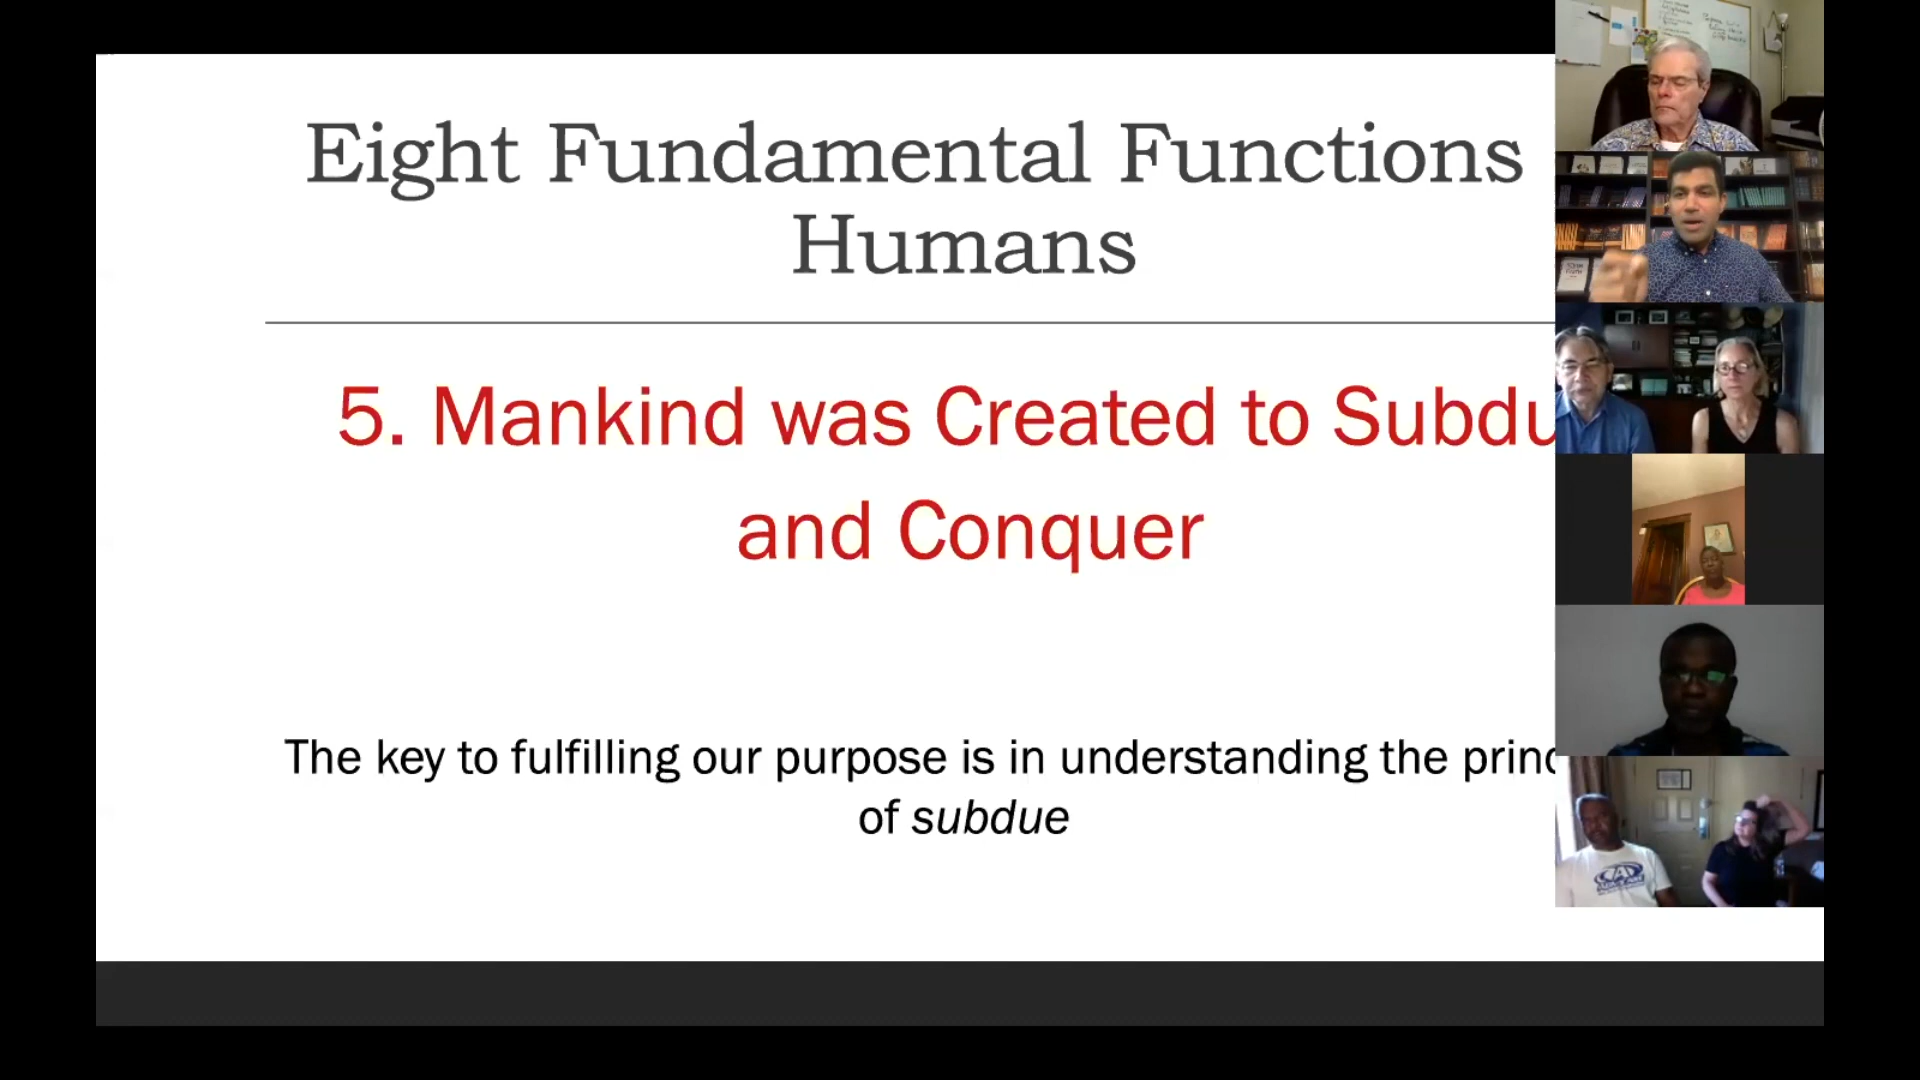 Eight Fundamental Functions
Humans
5. Mankind was Created to Subdu
and Conquer
The key to fulfilling our purpose is in understanding the princ
of subdue